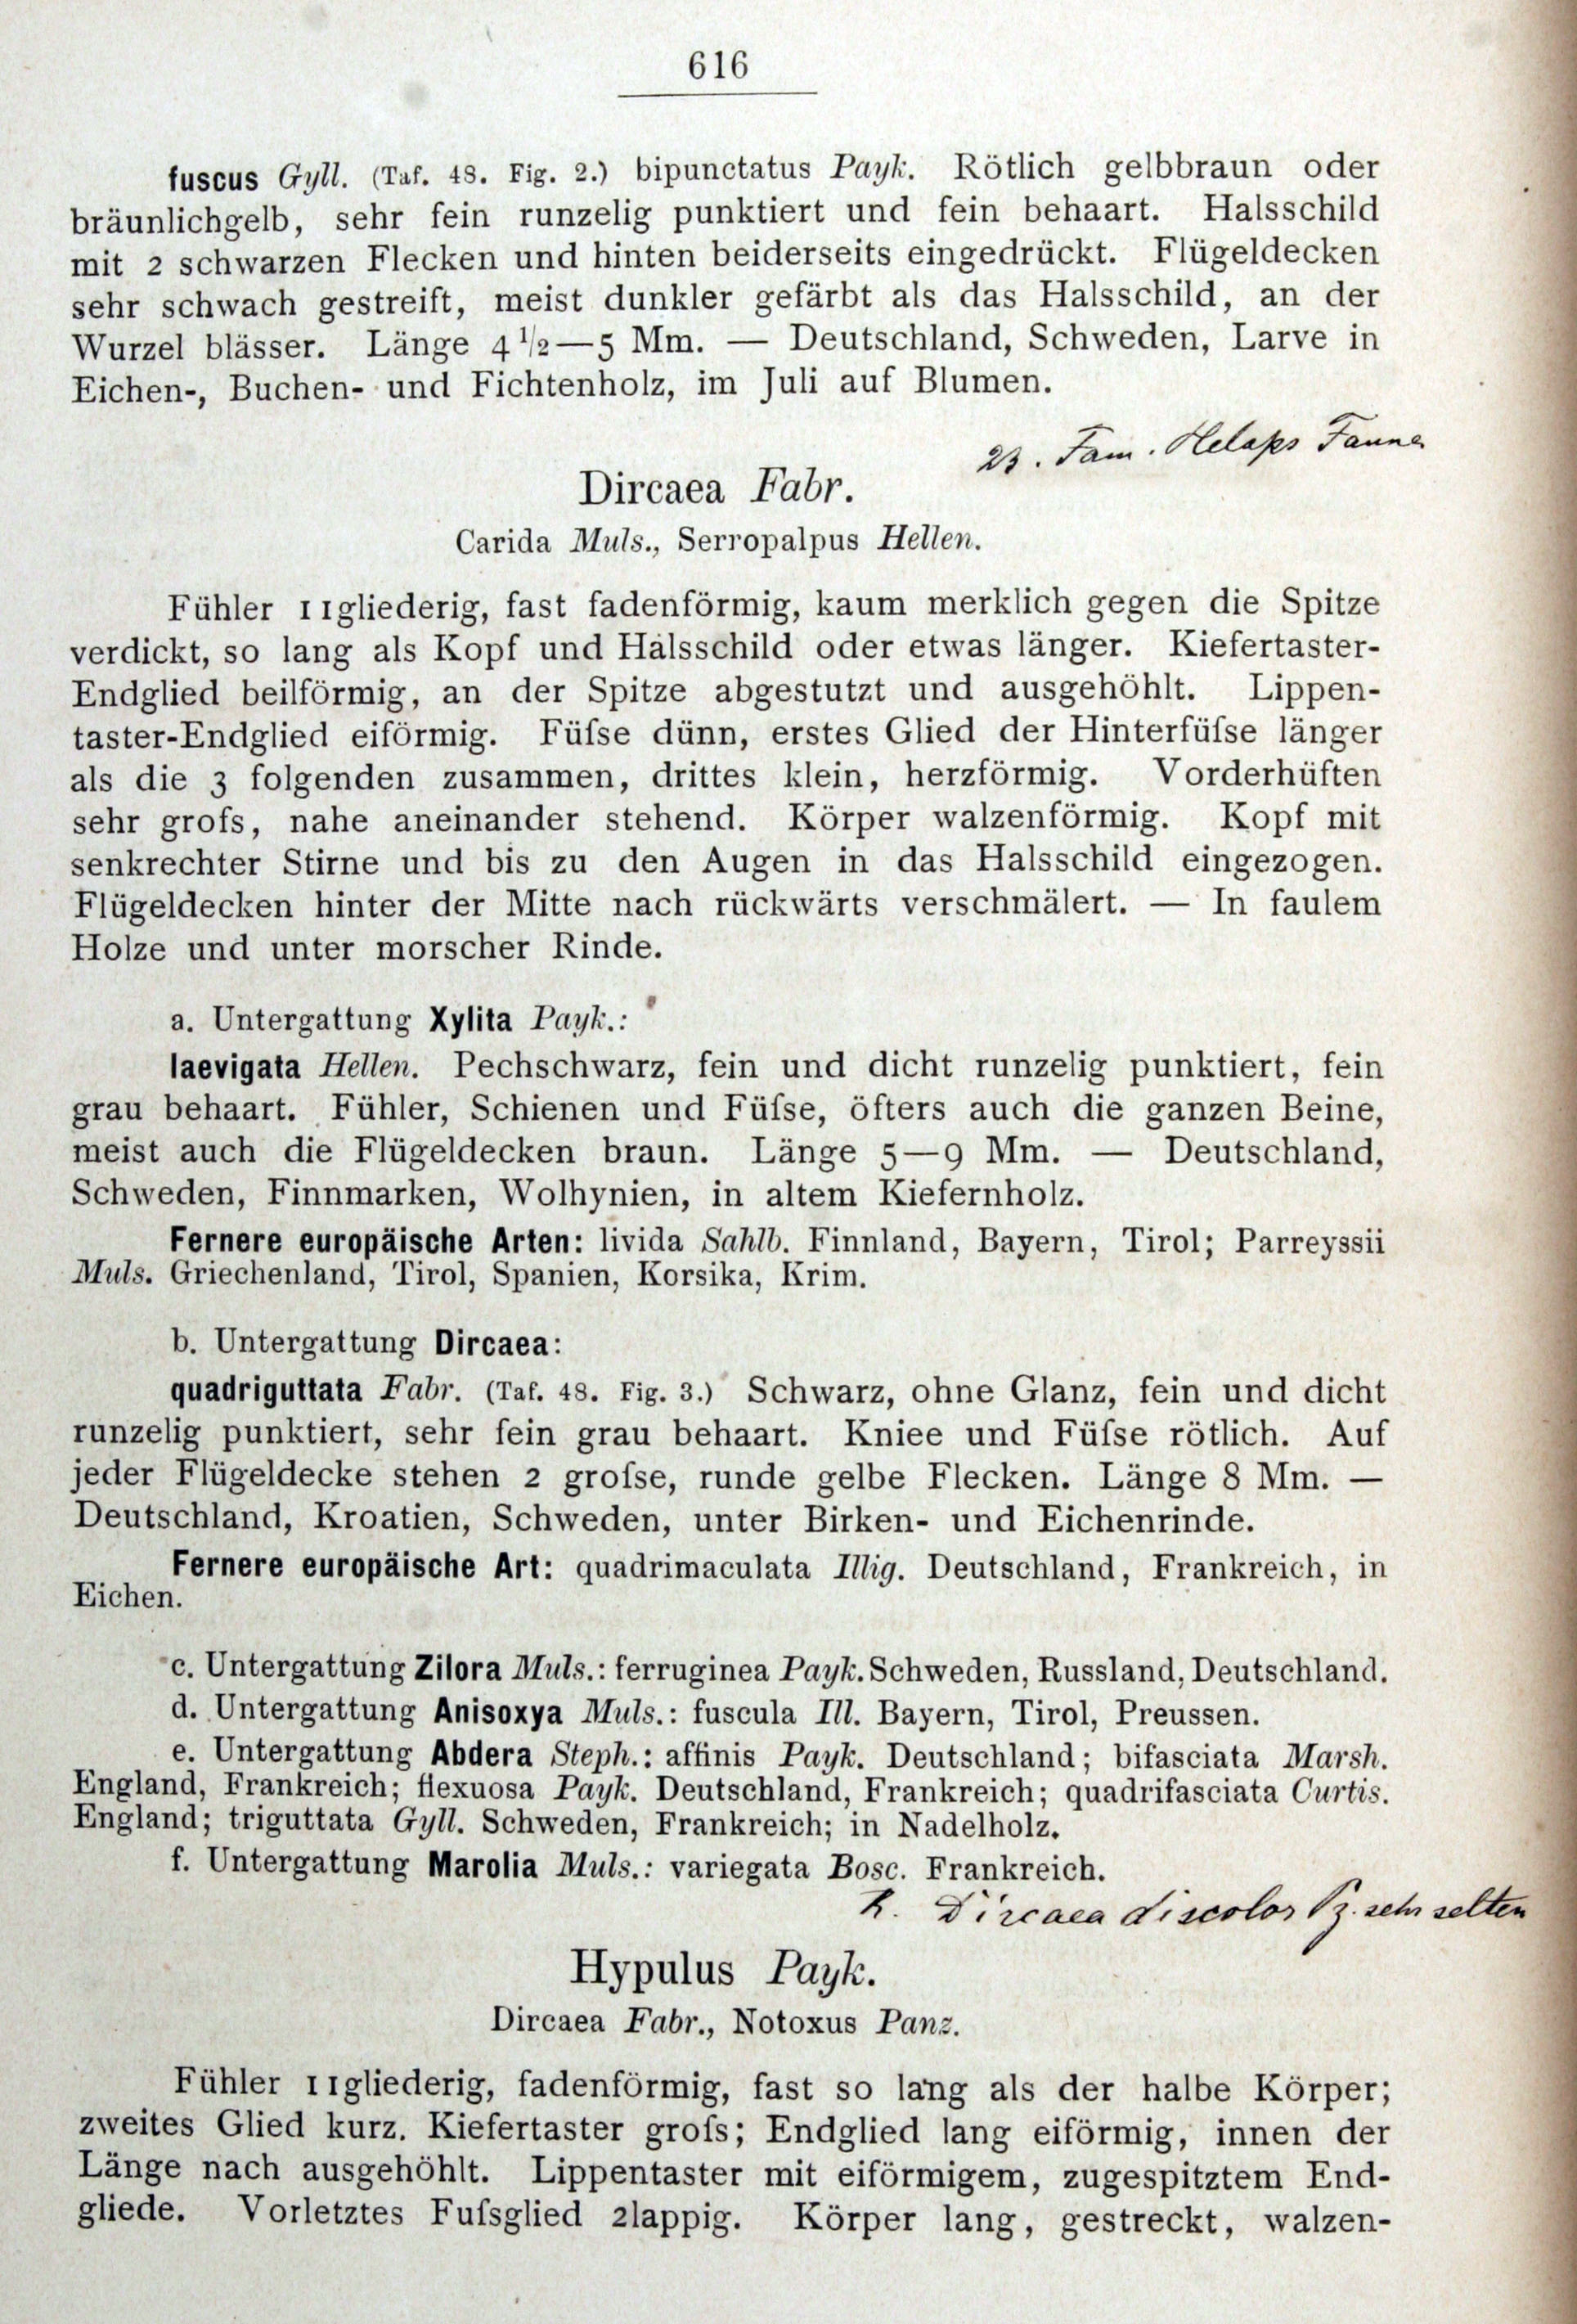 616
fuscus Gyll. (Taf. 48. Fig. 2.) bipunctatus Payk. Rötlich gelbbraun oder
bräunlichgelb, sehr fein runzelig punktiert und fein behaart. Halsschild
mit 2 schwarzen Flecken und hinten beiderseits eingedrückt. Flügeldecken
sehr schwach gestreift, meist dunkler gefärbt als das Halsschild, an der
Wurzel blässer. Länge 4 1/2—5 Mm. — Deutschland, Schweden, Larve in
Eichen-, Buchen- und Fichtenholz, im Juli auf Blumen.
23. Fam.
Dircaea Fabr.
Carida Muls., Serropalpus Hellen.
Fühler 11gliederig, fast fadenförmig, kaum merklich gegen die Spitze
verdickt, so lang als Kopf und Halsschild oder etwas länger. Kiefertaster-
Endglied beilförmig, an der Spitze abgestutzt und ausgehöhlt. Lippen-
taster-Endglied eiförmig. Füſse dünn, erstes Glied der Hinterfüſse länger
als die 3 folgenden zusammen, drittes klein, herzförmig. Vorderhüften
sehr groſs, nahe aneinander stehend. Körper walzenförmig. Kopf mit
senkrechter Stirne und bis zu den Augen in das Halsschild eingezogen.
Flügeldecken hinter der Mitte nach rückwärts verschmälert. — In faulem
Holze und unter morscher Rinde.
a. Untergattung Xylita Payk.:
laevigata Hellen. Pechschwarz, fein und dicht runzelig punktiert, fein
grau behaart. Fühler, Schienen und Füſse, öfters auch die ganzen Beine,
meist auch die Flügeldecken braun. Länge 5—9 Mm. — Deutschland,
Schweden, Finnmarken, Wolhynien, in altem Kiefernholz.
Fernere europäische Arten: livida Sahlb. Finnland, Bayern, Tirol; Parreyssii
Muls. Griechenland, Tirol, Spanien, Korsika, Krim.
b. Untergattung Dircaea:
quadriguttata Fabr. (Taf. 48. Fig. 3.) Schwarz, ohne Glanz, fein und dicht
runzelig punktiert, sehr fein grau behaart. Kniee und Füſse rötlich. Auf
jeder Flügeldecke stehen 2 groſse, runde gelbe Flecken. Länge 8 Mm. —
Deutschland, Kroatien, Schweden, unter Birken- und Eichenrinde.
Fernere europäische Art: quadrimaculata Illig. Deutschland, Frankreich, in
Eichen.
c. Untergattung Zilora Muls.: ferruginea Payk. Schweden, Russland, Deutschland.
d. Untergattung Anisoxya Muls.: fuscula Ill. Bayern, Tirol, Preussen.
e. Untergattung Abdera Steph.: affinis Payk. Deutschland; bifasciata Marsh.
England, Frankreich; flexuosa Payk. Deutschland, Frankreich; quadrifasciata Curtis.
England; triguttata Gyll. Schweden, Frankreich; in Nadelholz.
f. Untergattung Marolia Muls.: variegata Bosc. Frankreich.
Dircaea discolor sehr selten
Hypulus Payk.
Dircaea Fabr., Notoxus Panz.
Fühler 11gliederig, fadenförmig, fast so lang als der halbe Körper;
zweites Glied kurz. Kiefertaster groſs; Endglied lang eiförmig, innen der
Länge nach ausgehöhlt. Lippentaster mit eiförmigem, zugespitztem End-
gliede. Vorletztes Fuſsglied 2lappig. Körper lang, gestreckt, walzen-